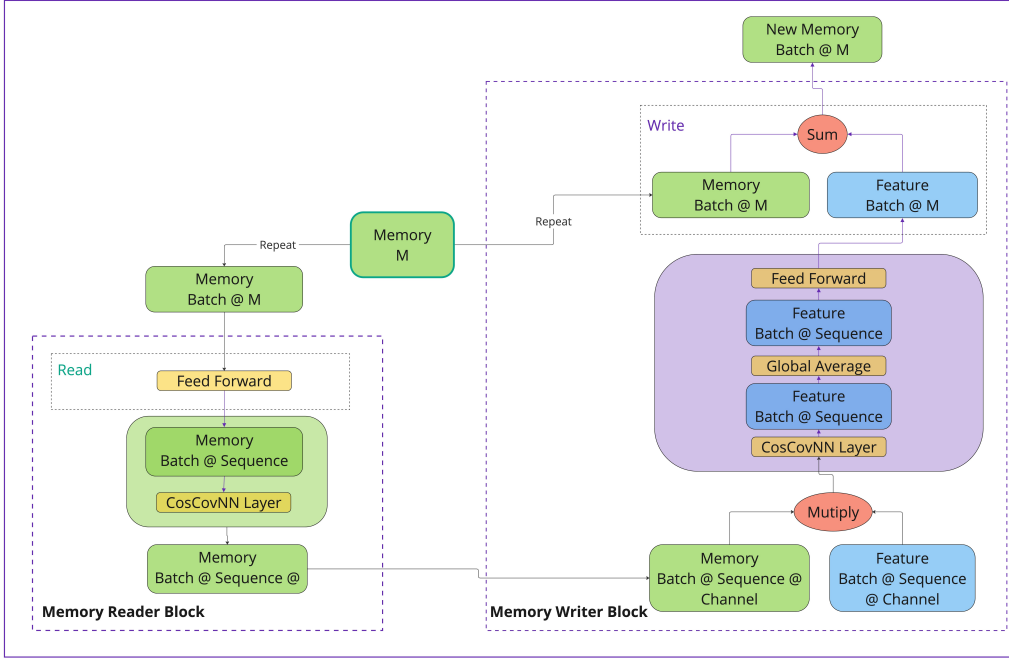 New Memory
Batch @ M
Write
Sum
Memory
Batch @ M
Feature
Batch @ M
Repeat
Memory
M
Repeat
Memory
Batch @ M
Feed Forward
Feature
Batch @ Sequence
Global Average
Feature
Batch @ Sequence
CosCovNN Layer
Read
Feed Forward
Memory
Batch @ Sequence
CosCovNN Layer
Mutiply
Memory
Batch @ Sequence @
Memory Reader Block
Memory
Batch @ Sequence @
Channel
Feature
Batch @ Sequence
@ Channel
Memory Writer Block